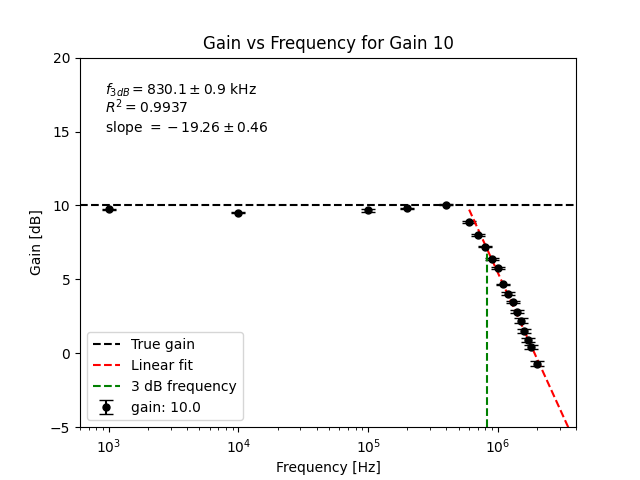 Gain vs Frequency for Gain 10
20
15
10
5
0
−5
Gain [dB]
f3dB = 830.1 ± 0.9 kHz
R² = 0.9937
slope = − 19.26 ± 0.46
True gain
Linear fit
3 dB frequency
gain: 10.0
10³ 10⁴ 10⁵ 10⁶
Frequency [Hz]